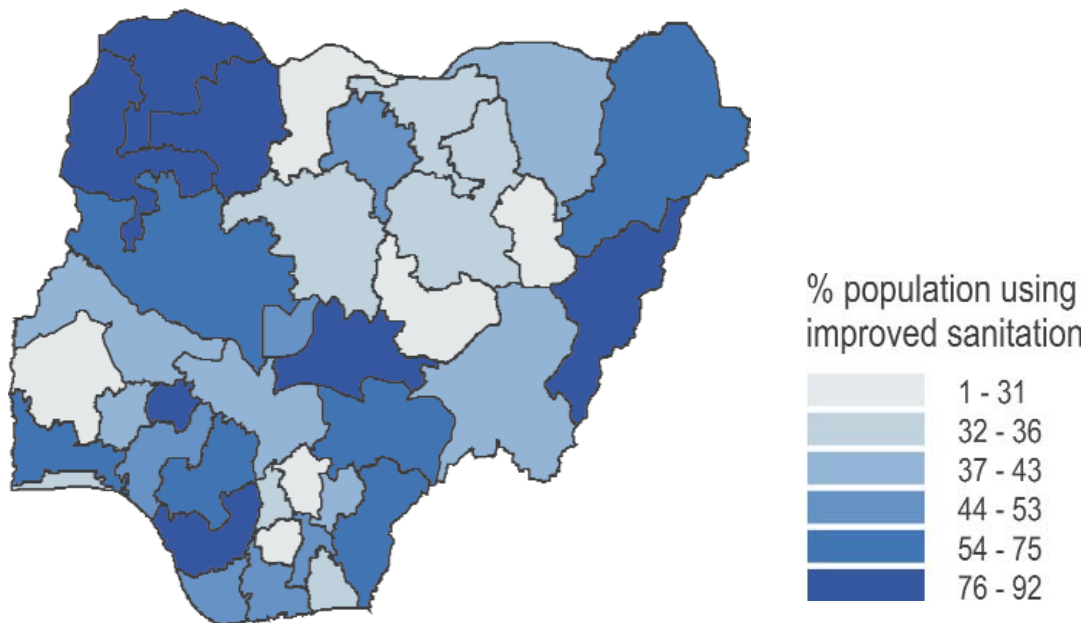 % population using
improved sanitation
1 - 31
32 - 36
37 - 43
44 - 53
54 - 75
76 - 92